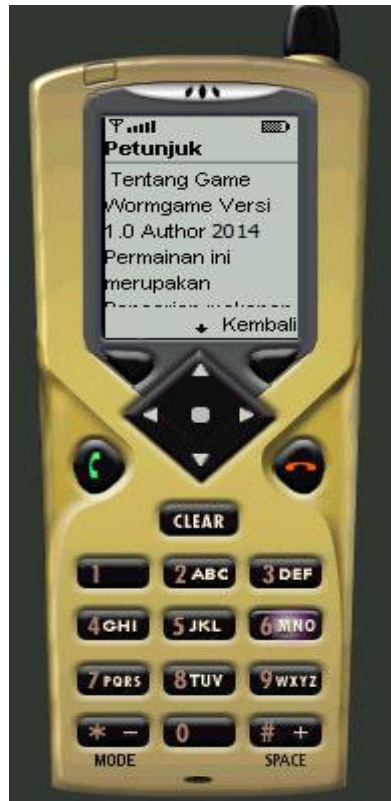 Petunjuk
Tentang Game
Wormgame Versi
1.0 Author 2014
Permainan ini
merupakan
Kembali
CLEAR
1 2 ABC 3 DEF
4 GHI 5 JKL 6 MNO
7 PQRS 8 TUV 9 WXYZ
* - 0 # +
MODE SPACE